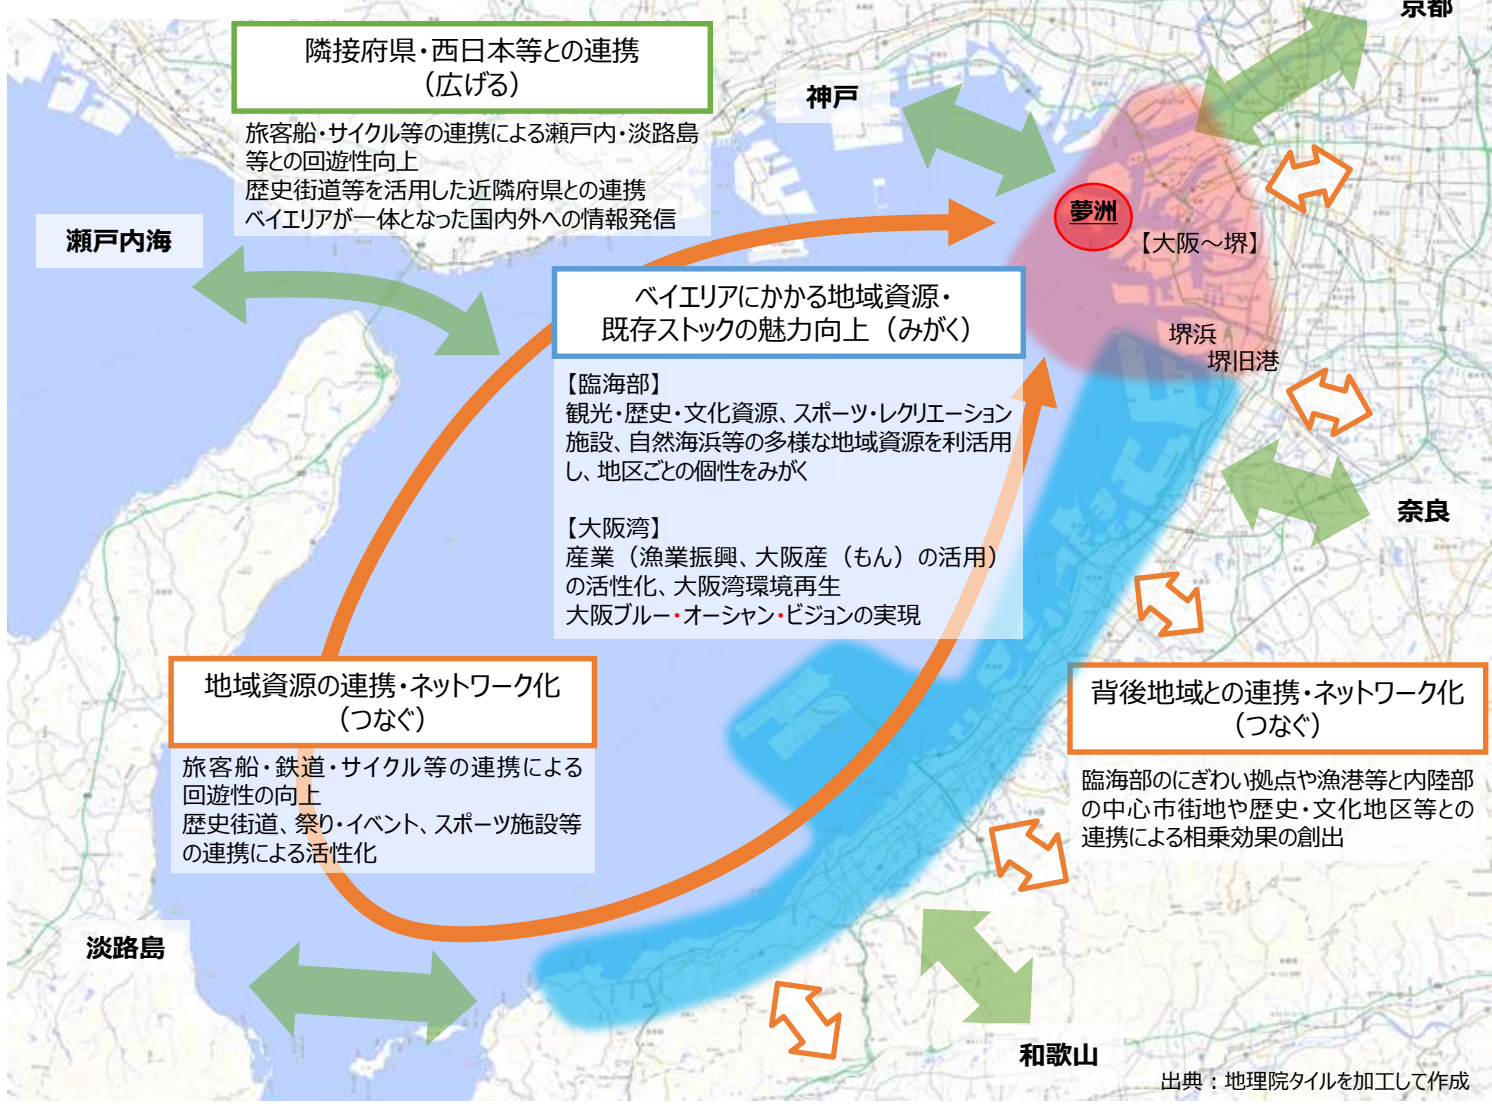 京都
隣接府県・西日本等との連携
（広げる）
旅客船・サイクル等の連携による瀬戸内・淡路島
等との回遊性向上
歴史街道等を活用した近隣府県との連携
ベイエリアが一体となった国内外への情報発信
神戸
瀬戸内海
夢洲
【大阪～堺】
堺浜
堺旧港
ベイエリアにかかる地域資源・
既存ストックの魅力向上（みがく）
【臨海部】
観光・歴史・文化資源、スポーツ・レクリエーション
施設、自然海浜等の多様な地域資源を利活用
し、地区ごとの個性をみがく
【大阪湾】
産業（漁業振興、大阪産（もん）の活用）
の活性化、大阪湾環境再生
大阪ブルー・オーシャン・ビジョンの実現
奈良
地域資源の連携・ネットワーク化
（つなぐ）
旅客船・鉄道・サイクル等の連携による
回遊性の向上
歴史街道、祭り・イベント、スポーツ施設等
の連携による活性化
背後地域との連携・ネットワーク化
（つなぐ）
臨海部のにぎわい拠点や漁港等と内陸部
の中心市街地や歴史・文化地区等との
連携による相乗効果の創出
淡路島
和歌山
出典：地理院タイルを加工して作成